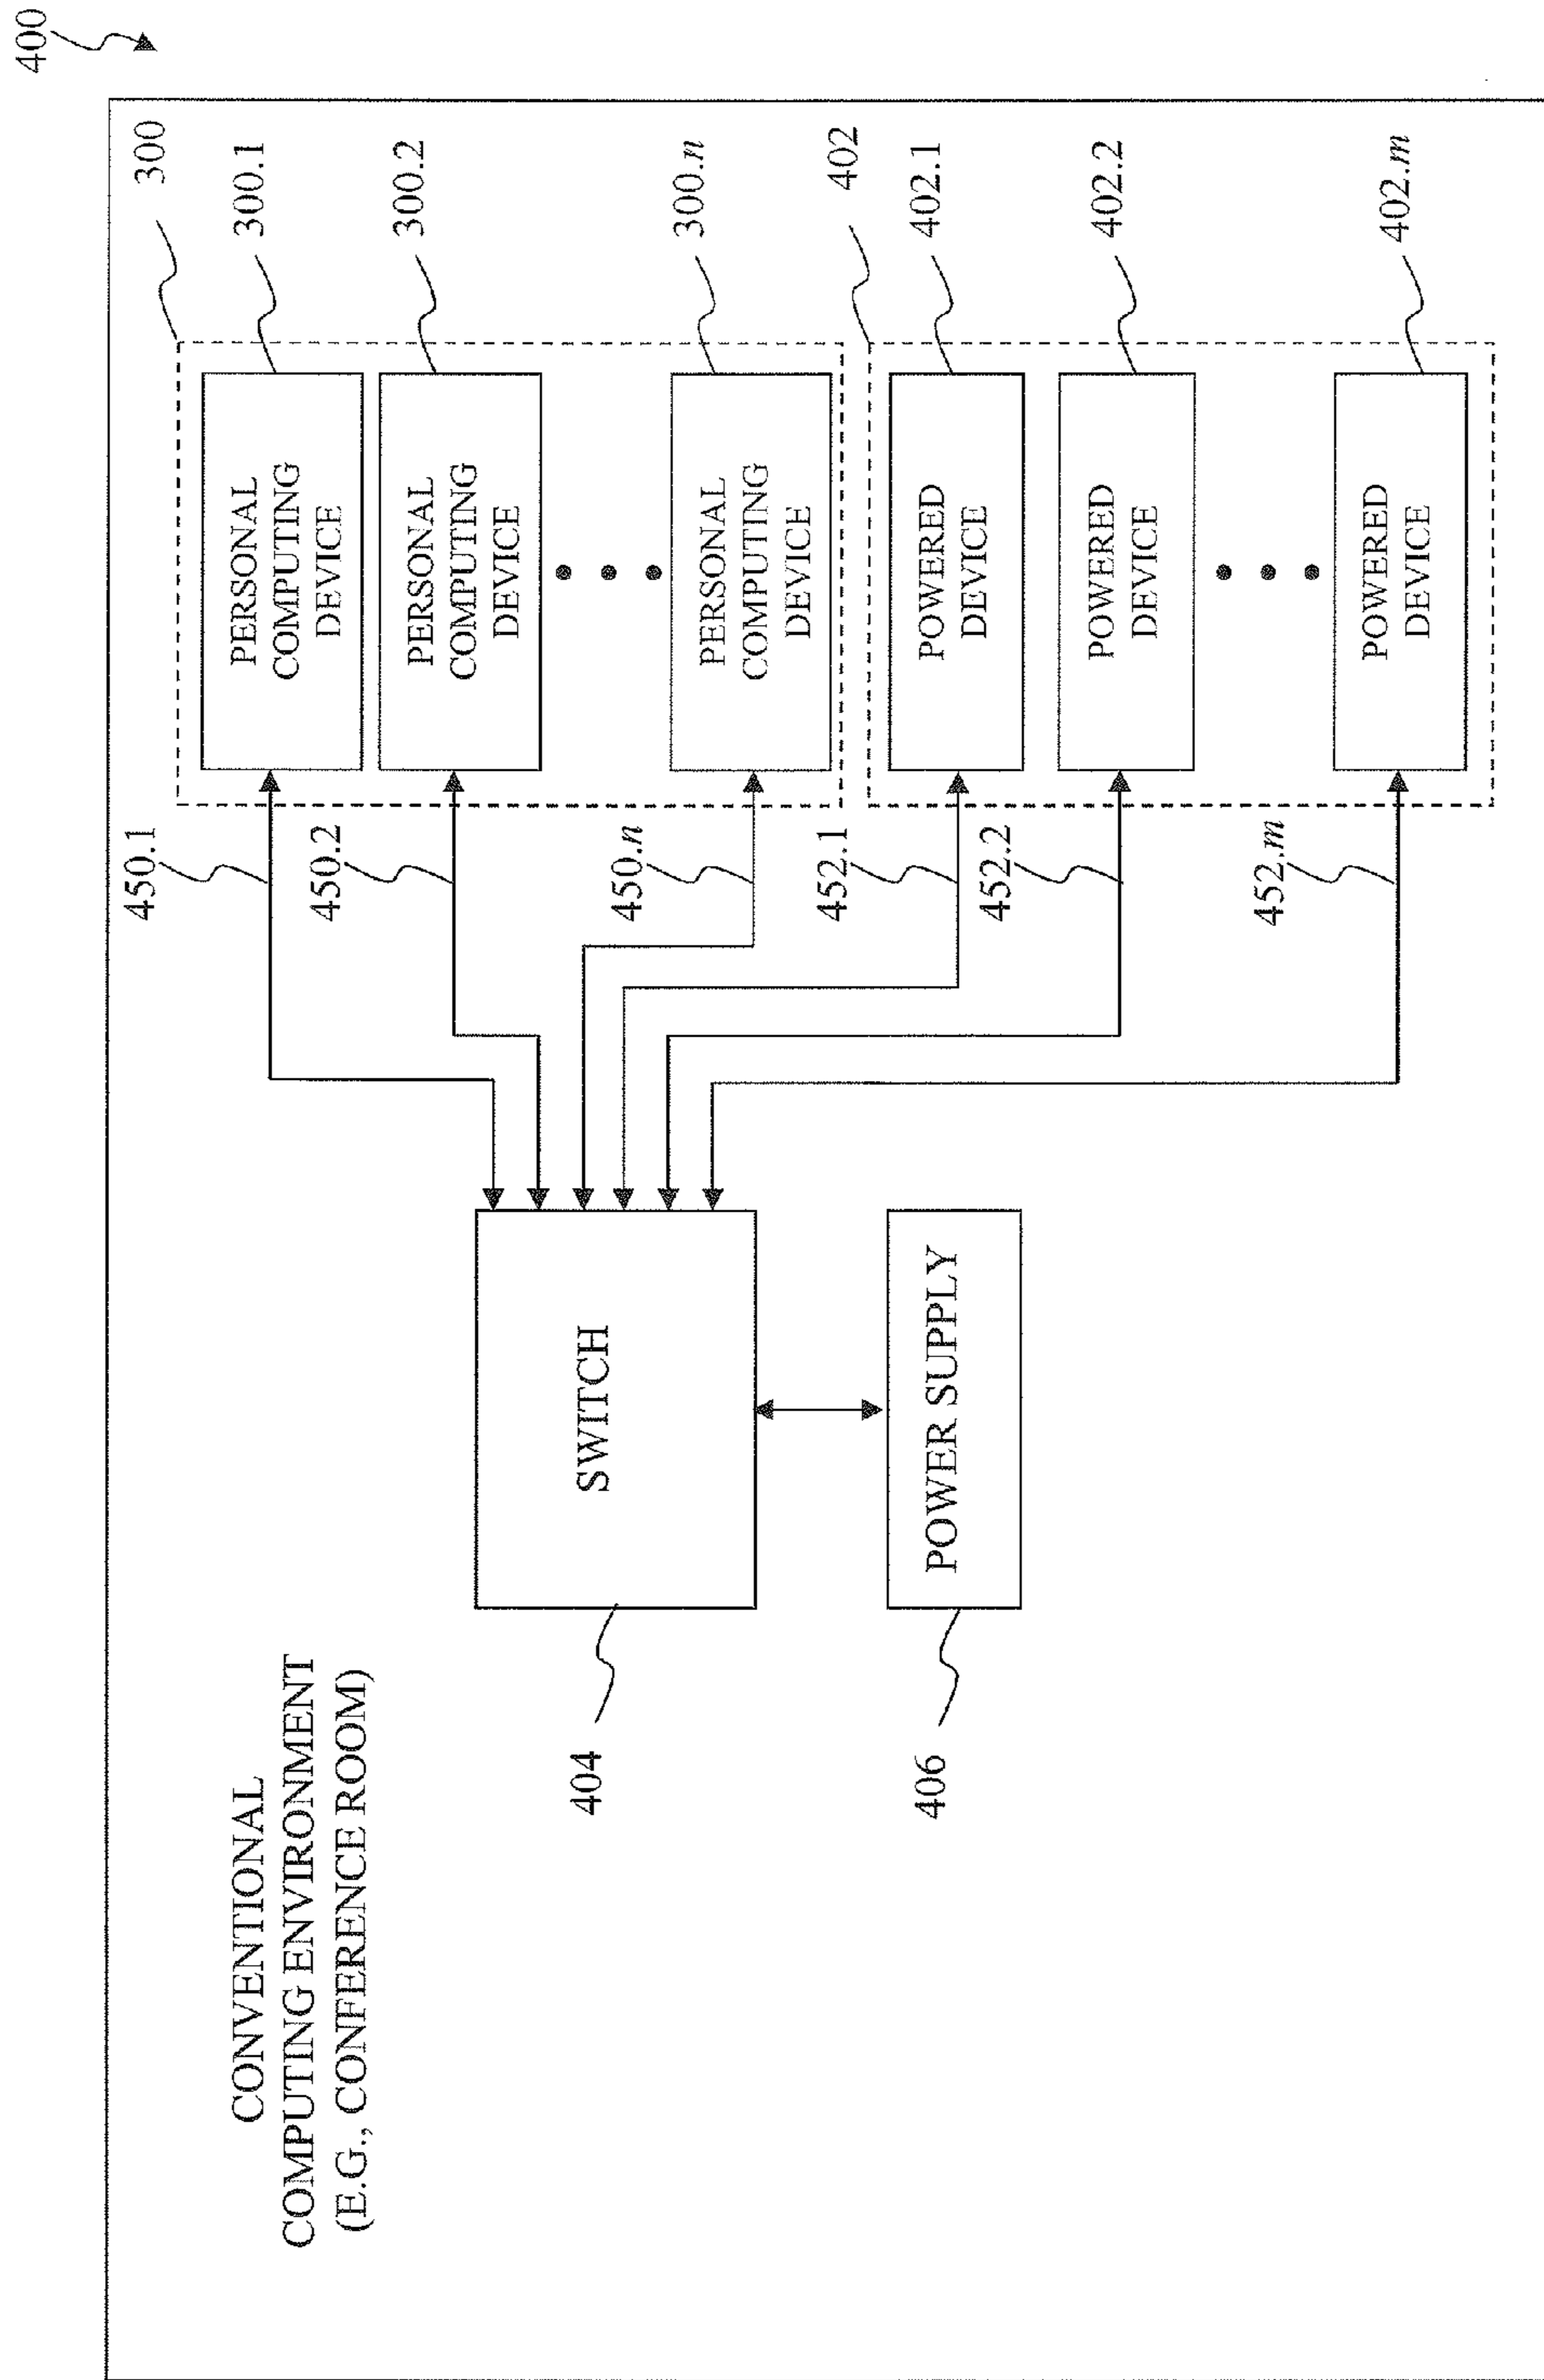 400
CONVENTIONAL
COMPUTING ENVIRONMENT
(E.G., CONFERENCE ROOM)
300
300.1
300.2
300.n
402
402.1
402.2
402.m
PERSONAL
COMPUTING
DEVICE
PERSONAL
COMPUTING
DEVICE
PERSONAL
COMPUTING
DEVICE
POWERED
DEVICE
POWERED
DEVICE
POWERED
DEVICE
450.1
450.2
450.n
452.1
452.2
452.m
SWITCH
POWER SUPPLY
404
406